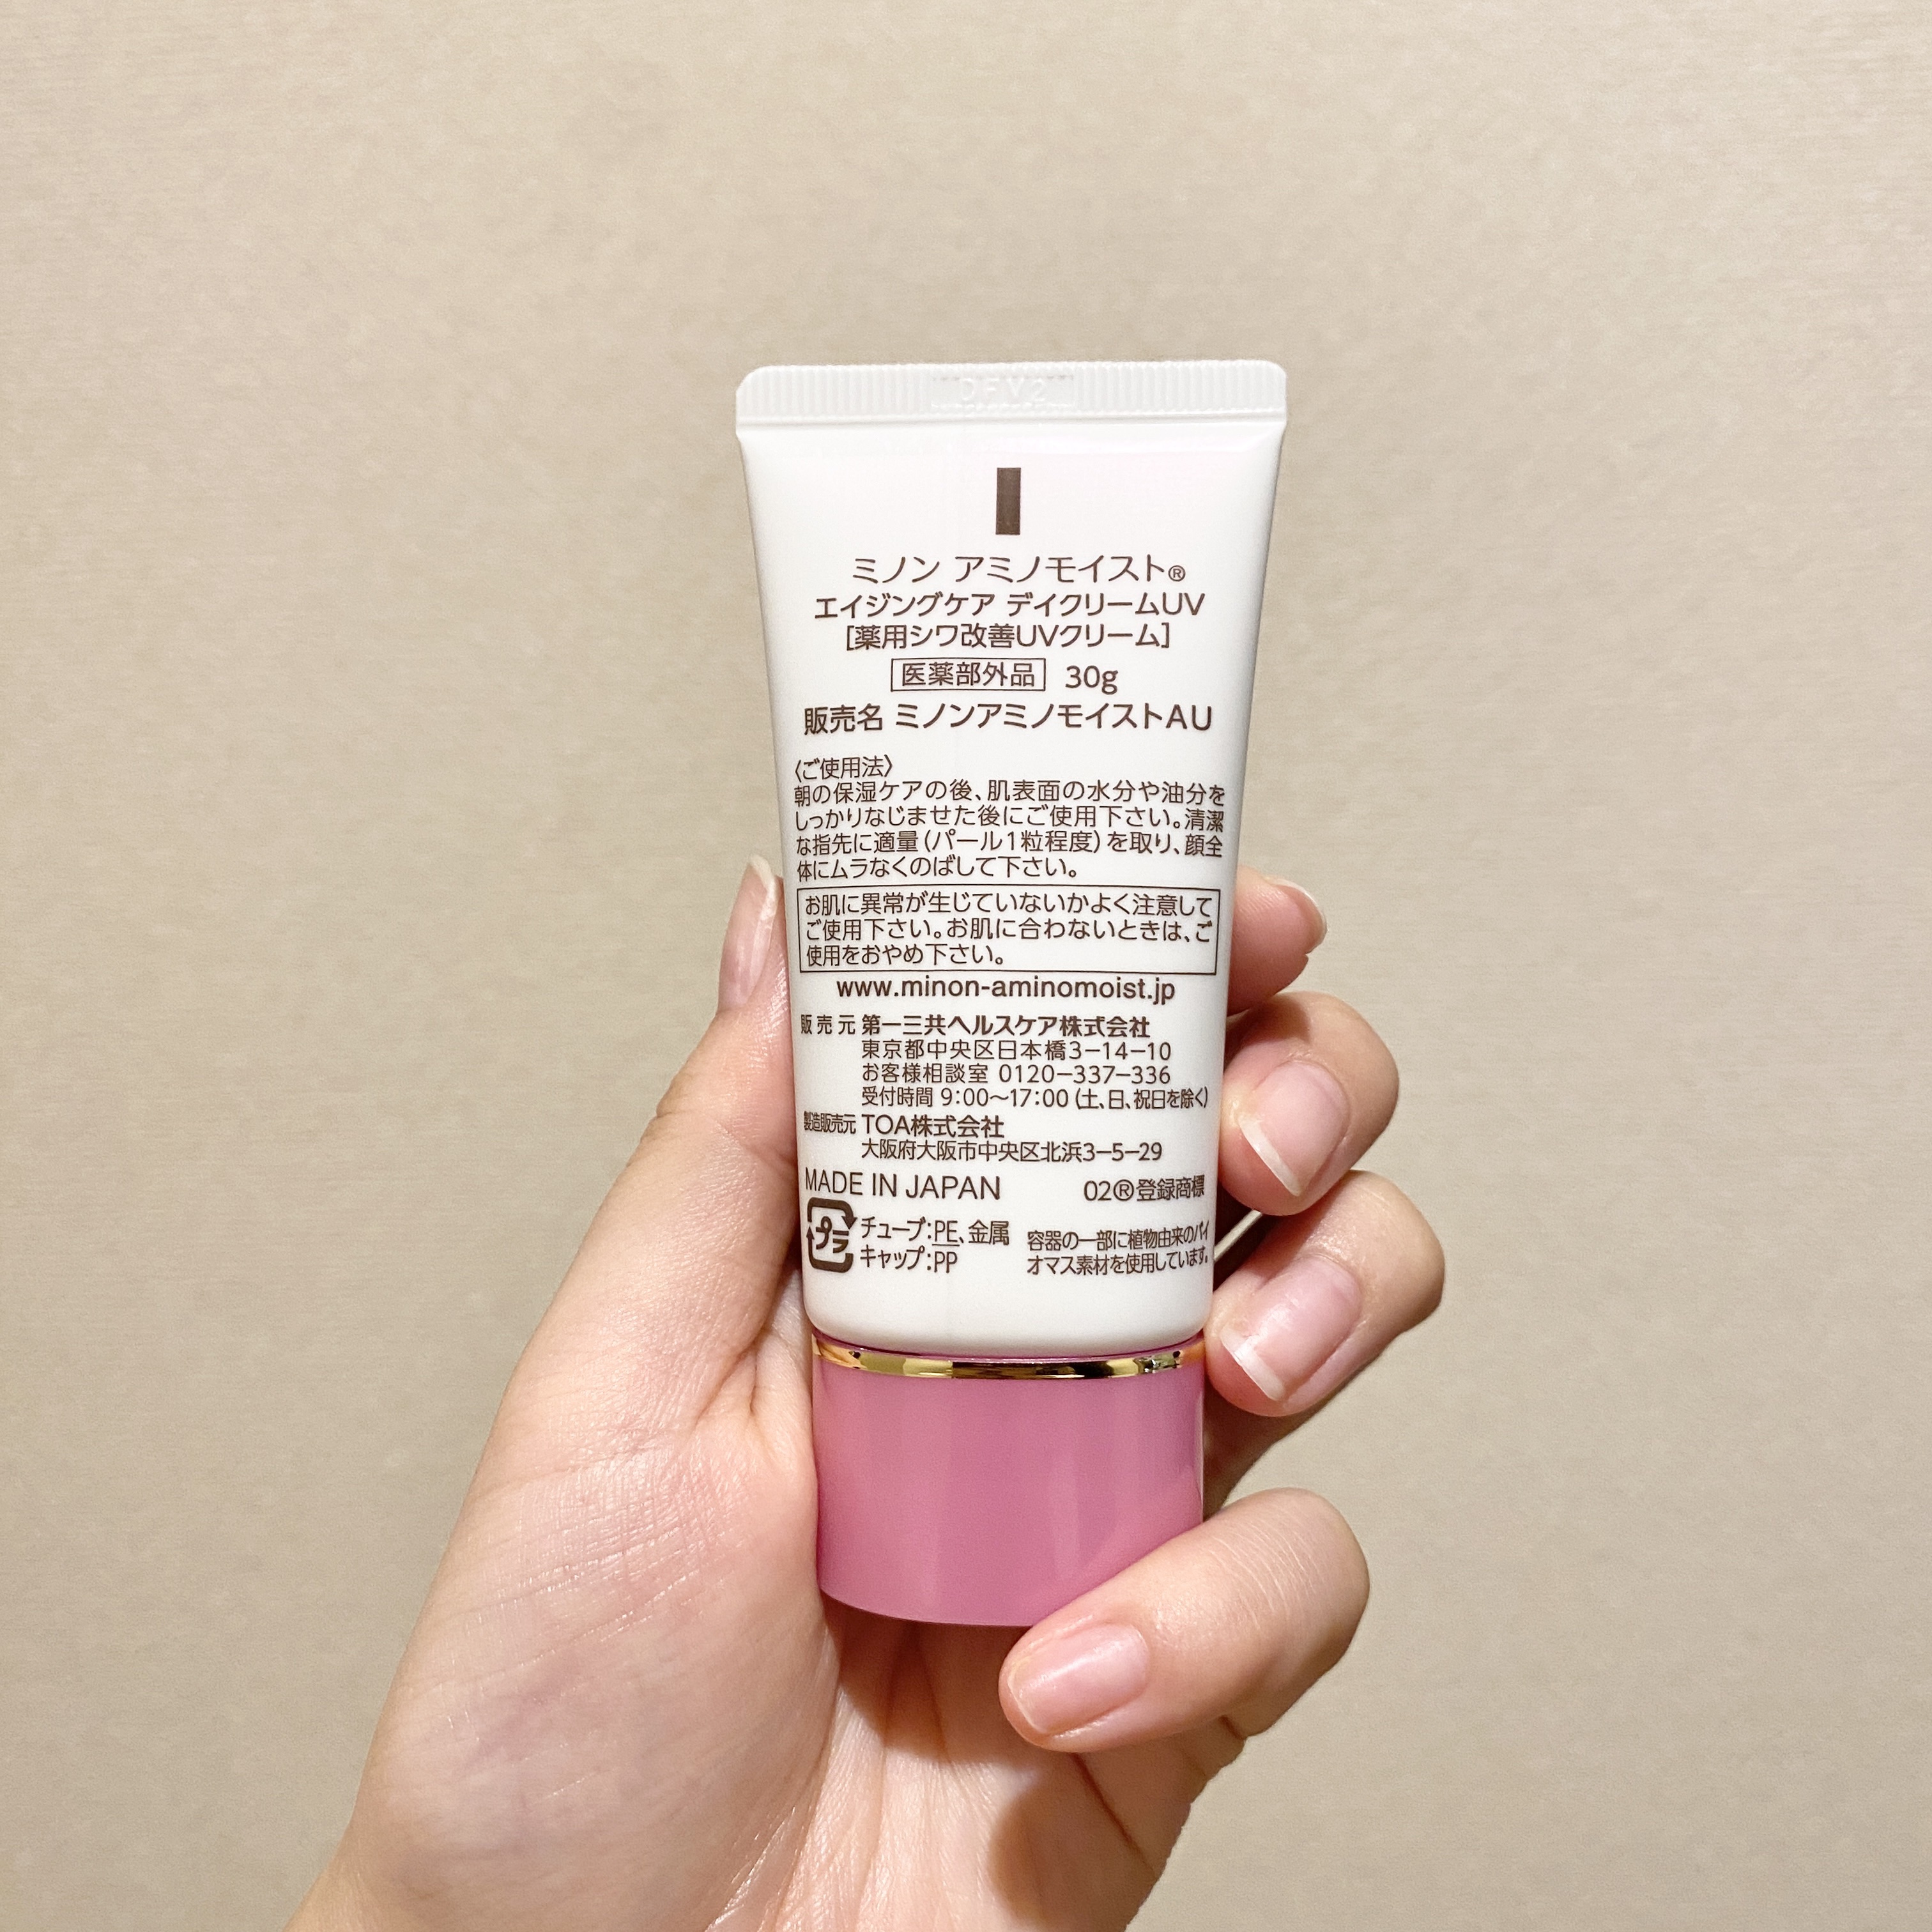 DFY2
ミノン アミノモイスト®
エイジングケア デイクリームUV
[薬用シワ改善UVクリーム]
医薬部外品 30g
販売名 ミノンアミノモイストAU
〈ご使用法〉
朝の保湿ケアの後、肌表面の水分や油分を
しっかりなじませた後にご使用下さい。清潔
な指先に適量(パール1粒程度)を取り、顔全
体にムラなくのばして下さい。
お肌に異常が生じていないかよく注意して
ご使用下さい。お肌に合わないときは、ご
使用をおやめ下さい。
www.minon-aminomoist.jp
販売元 第一三共ヘルスケア株式会社
東京都中央区日本橋3-14-10
お客様相談室 0120-337-336
受付時間 9:00〜17:00(土、日、祝日を除く)
製造販売元 TOA株式会社
大阪府大阪市中央区北浜3-5-29
MADE IN JAPAN 02®登録商標
プラ チューブ:PE、金属
キャップ:PP
容器の一部に植物由来のバイ
オマス素材を使用しています。